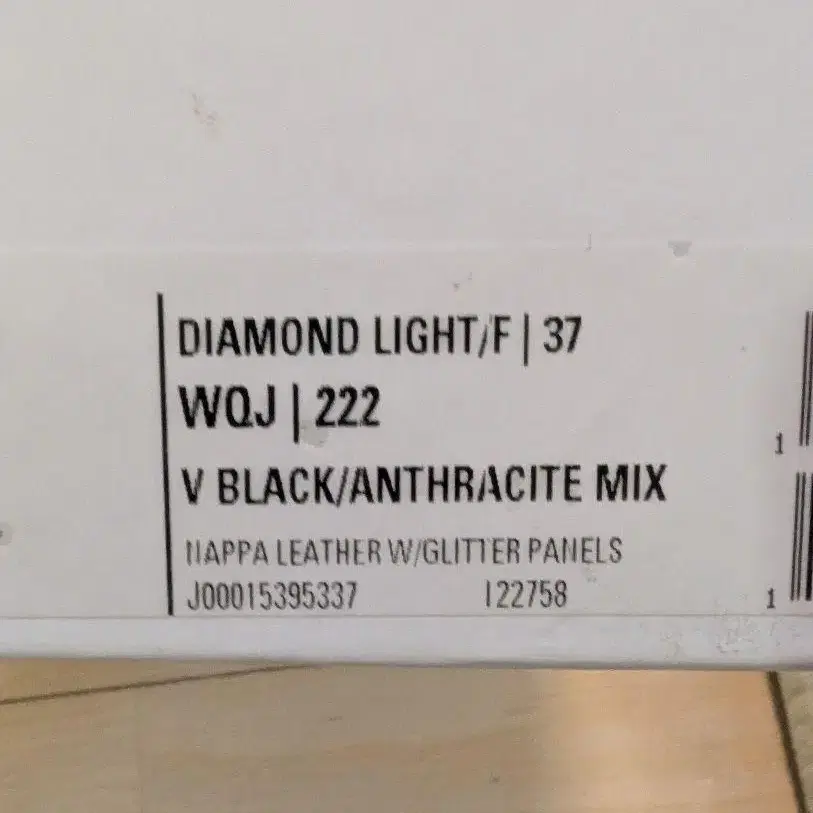 DIAMOND LIGHT/F | 37
WQJ | 222
V BLACK/ANTHRACITE MIX
NAPPA LEATHER W/GLITTER PANELS
J00015395337 122758
1
1